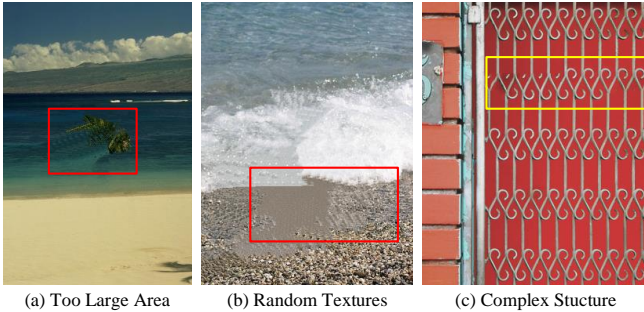 (a) Too Large Area
(b) Random Textures
(c) Complex Stucture